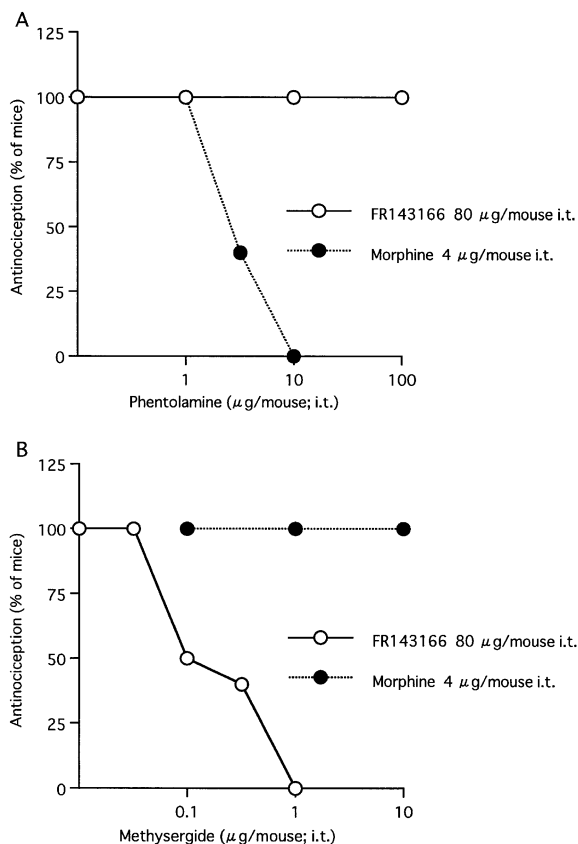 A
125
100
75
50
25
0
Antinociception (% of mice)
FR143166 80 μg/mouse i.t.
Morphine 4 μg/mouse i.t.
1 10 100
Phentolamine (μg/mouse; i.t.)
B
125
100
75
50
25
0
Antinociception (% of mice)
FR143166 80 μg/mouse i.t.
Morphine 4 μg/mouse i.t.
0.1 1 10
Methysergide (μg/mouse; i.t.)